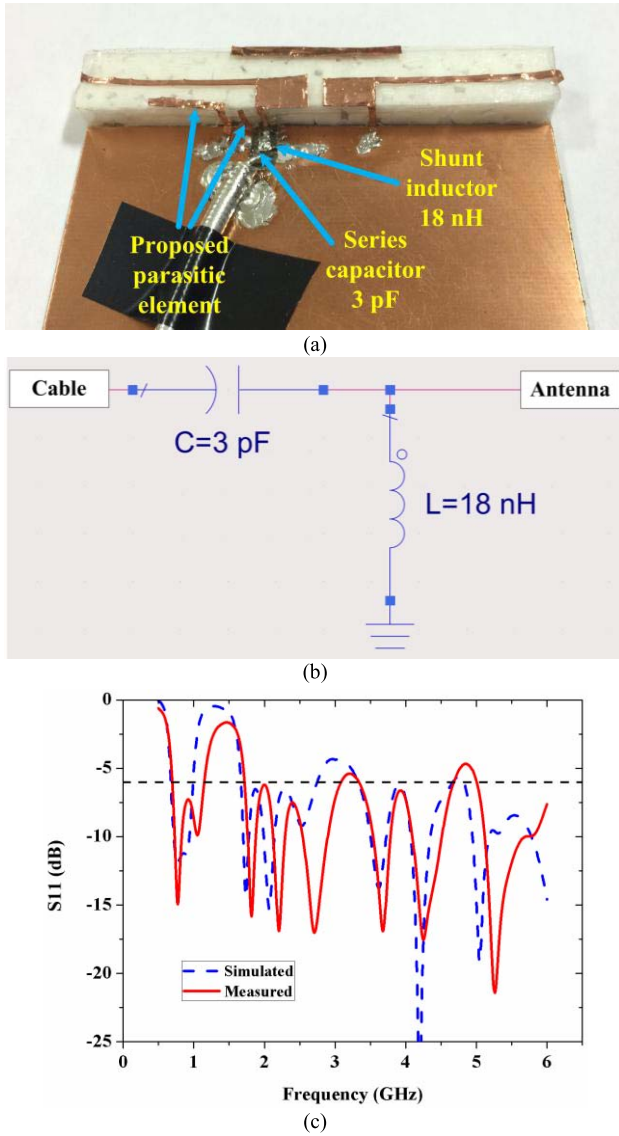 Shunt
inductor
18 nH
Proposed
parasitic
element
Series
capacitor
3 pF
(a)
Cable
Antenna
C=3 pF
L=18 nH
(b)
0
-5
-10
-15
-20
-25
S11 (dB)
Simulated
Measured
0 1 2 3 4 5 6
Frequency (GHz)
(c)